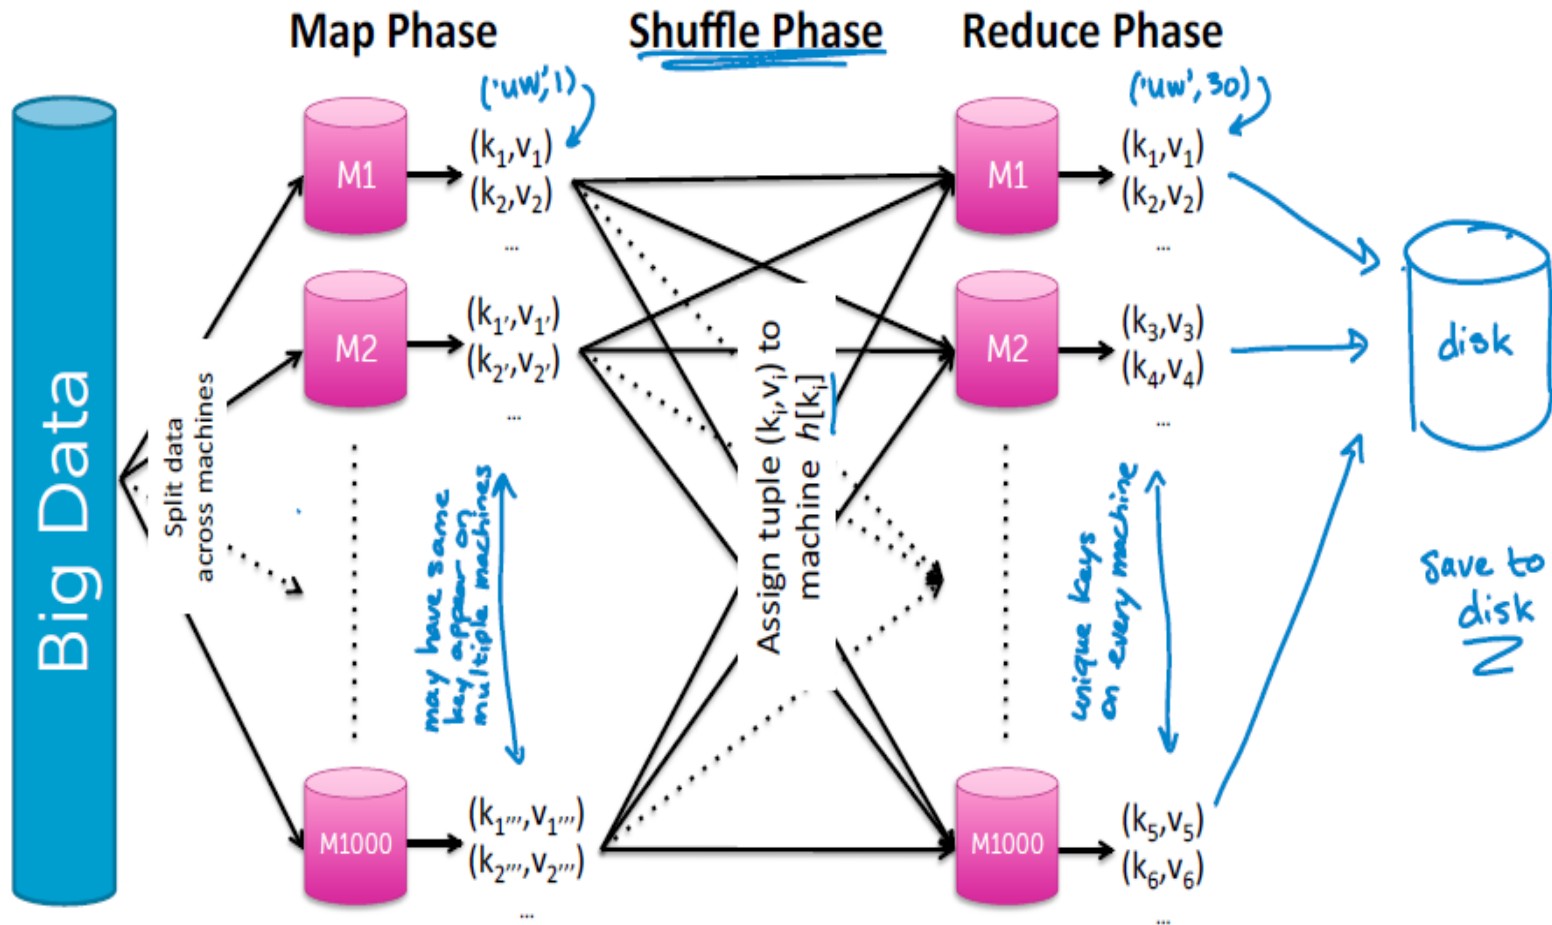 Map Phase
Shuffle Phase
Reduce Phase
('UW', 1)
('UW', 30)
Big Data
Split data
across machines
M1
(k1,v1)
(k2,v2)
...
M2
(k1′,v1′)
(k2′,v2′)
...
may have same
key appear on
multiple machines
M1000
(k1′′′,v1′′′)
(k2′′′,v2′′′)
...
Assign tuple (ki,vi) to
machine h[ki]
M1
(k1,v1)
(k2,v2)
...
M2
(k3,v3)
(k4,v4)
...
unique keys
on every machine
M1000
(k5,v5)
(k6,v6)
...
disk
save to
disk